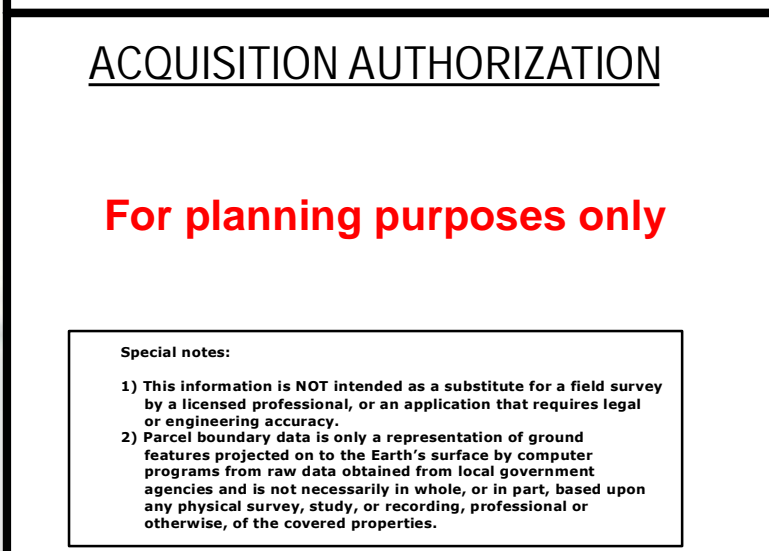 ACQUISITION AUTHORIZATION
For planning purposes only
Special notes:
1) This information is NOT intended as a substitute for a field survey
by a licensed professional, or an application that requires legal
or engineering accuracy.
2) Parcel boundary data is only a representation of ground
features projected on to the Earth’s surface by computer
programs from raw data obtained from local government
agencies and is not necessarily in whole, or in part, based upon
any physical survey, study, or recording, professional or
otherwise, of the covered properties.